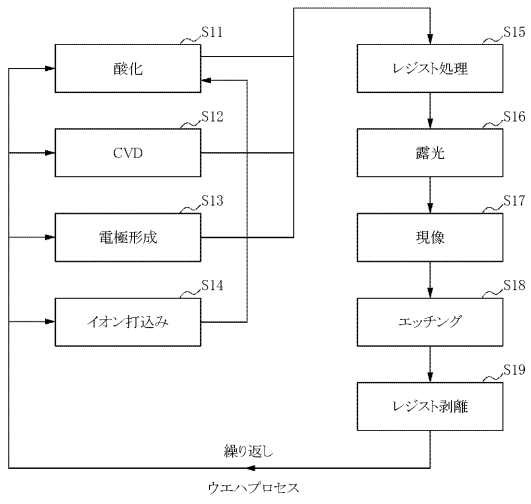 S11
酸化
S12
CVD
S13
電極形成
S14
イオン打込み
S15
レジスト処理
S16
露光
S17
現像
S18
エッチング
S19
レジスト剥離
繰り返し
ウエハプロセス